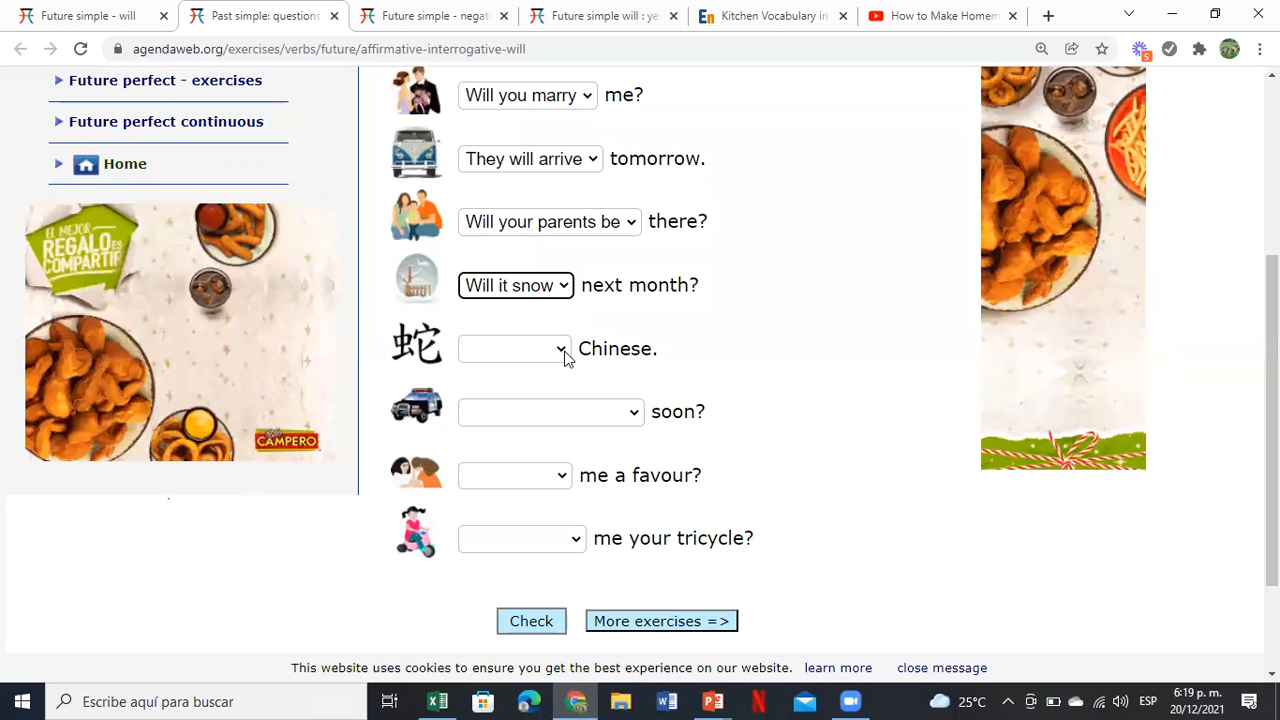 Future simple - will
Past simple: questions
Future simple - negati
Future simple will : ye
Kitchen Vocabulary in
How to Make Homem
agendaweb.org/exercises/verbs/future/affirmative-interrogative-will
5
Future perfect - exercises
Future perfect continuous
Home
EL MEJOR
REGALO ES
COMPARTIR
CAMPERO
Will you marry me?
They will arrive tomorrow.
Will your parents be there?
Will it snow next month?
蛇 Chinese.
soon?
me a favour?
me your tricycle?
Check More exercises =>
This website uses cookies to ensure you get the best experience on our website. learn more close message
Escribe aquí para buscar
25°C
ESP
6:19 p. m.
20/12/2021